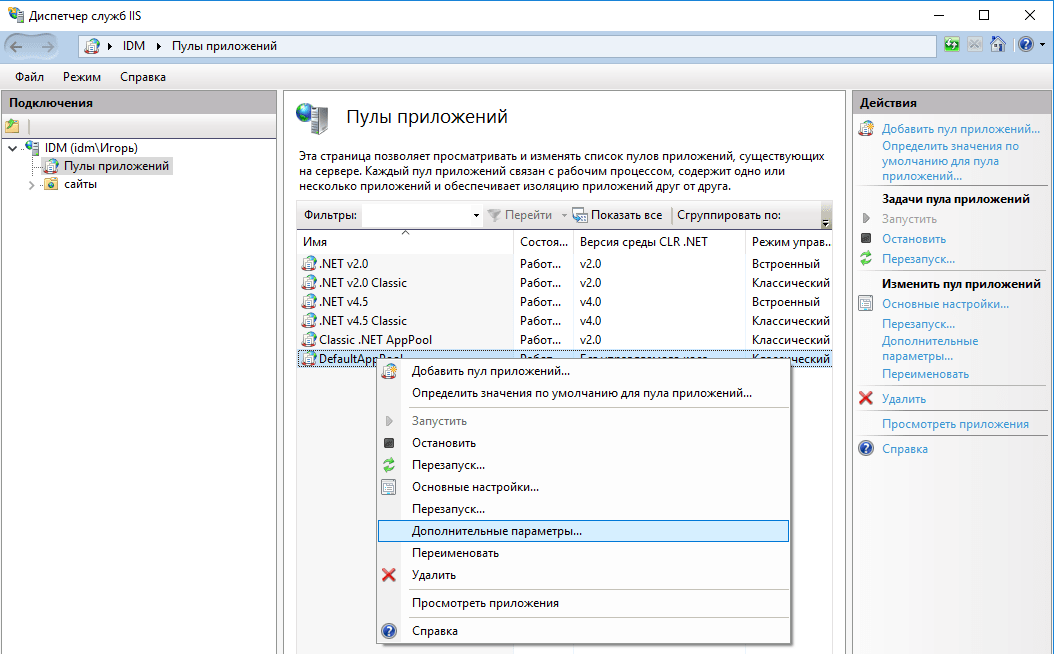 Диспетчер служб IIS
IDM
Пулы приложений
Файл Режим Справка
Подключения
IDM (idm\Игорь)
Пулы приложений
сайты
Пулы приложений
Эта страница позволяет просматривать и изменять список пулов приложений, существующих
на сервере. Каждый пул приложений связан с рабочим процессом, содержит одно или
несколько приложений и обеспечивает изоляцию приложений друг от друга.
Фильтры: Перейти Показать все Сгруппировать по:
Имя Состоя... Версия среды CLR .NET Режим управ..
.NET v2.0 Работ... v2.0 Встроенный
.NET v2.0 Classic Работ... v2.0 Классический
.NET v4.5 Работ... v4.0 Встроенный
.NET v4.5 Classic Работ... v4.0 Классический
Classic .NET AppPool Работ... v2.0 Классический
DefaultAppPool Работ... Классический
Добавить пул приложений...
Определить значения по умолчанию для пула приложений...
Запустить
Остановить
Перезапуск...
Основные настройки...
Перезапуск...
Дополнительные параметры...
Переименовать
Удалить
Просмотреть приложения
Справка
Действия
Добавить пул приложений...
Определить значения по
умолчанию для пула
приложений...
Задачи пула приложений
Запустить
Остановить
Перезапуск...
Изменить пул приложений
Основные настройки...
Перезапуск...
Дополнительные
параметры...
Переименовать
Удалить
Просмотреть приложения
Справка